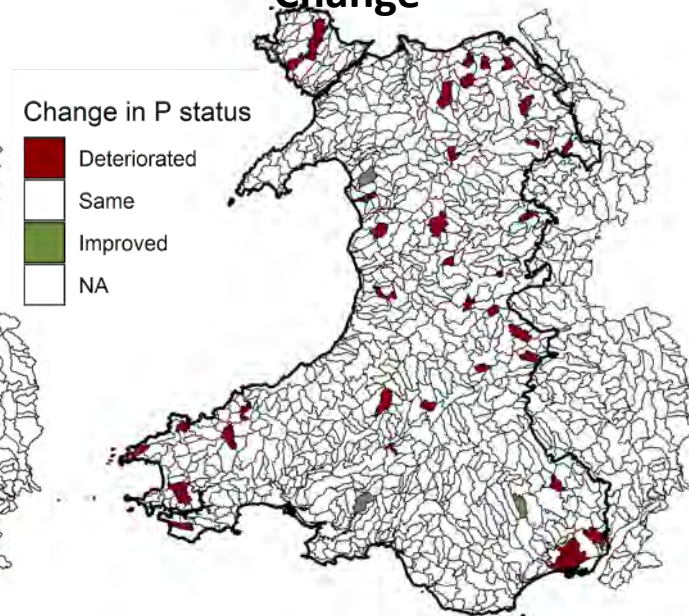 Change
Change in P status
Deteriorated
Same
Improved
NA